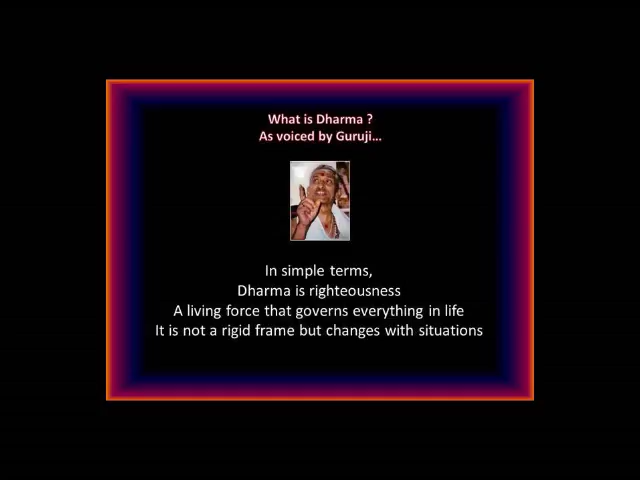 What is Dharma ?
As voiced by Guruji...
In simple terms,
Dharma is righteousness
A living force that governs everything in life
It is not a rigid frame but changes with situations